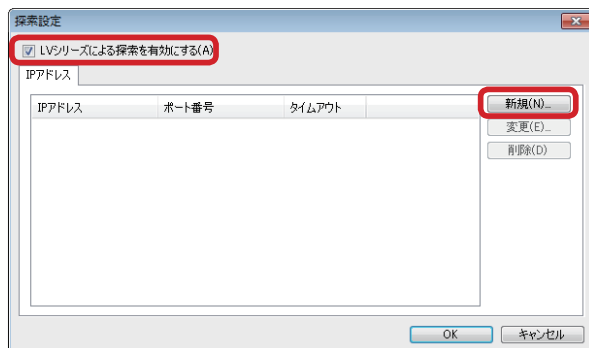 探索設定
LVシリーズによる探索を有効にする(A)
IPアドレス
IPアドレス ポート番号 タイムアウト
新規(N)...
変更(E)...
削除(D)
OK キャンセル